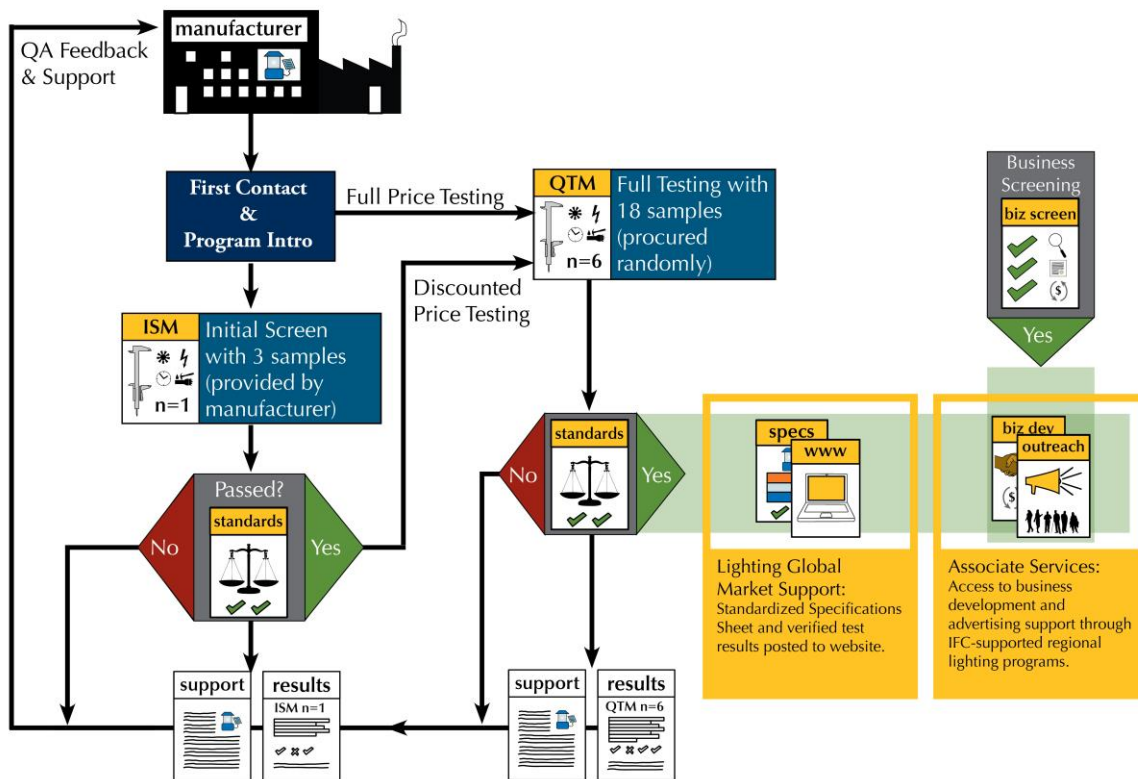 manufacturer
QA Feedback
& Support
First Contact
&
Program Intro
Full Price Testing
QTM
n=6
Full Testing with
18 samples
(procured
randomly)
Discounted
Price Testing
ISM
n=1
Initial Screen
with 3 samples
(provided by
manufacturer)
Business
Screening
biz screen
$
Yes
Passed?
standards
No
Yes
standards
No
Yes
specs
www
biz dev
$
outreach
Lighting Global
Market Support:
Standardized Specifications
Sheet and verified test
results posted to website.
Associate Services:
Access to business
development and
advertising support through
IFC-supported regional
lighting programs.
support
results
ISM n=1
support
results
QTM n=6